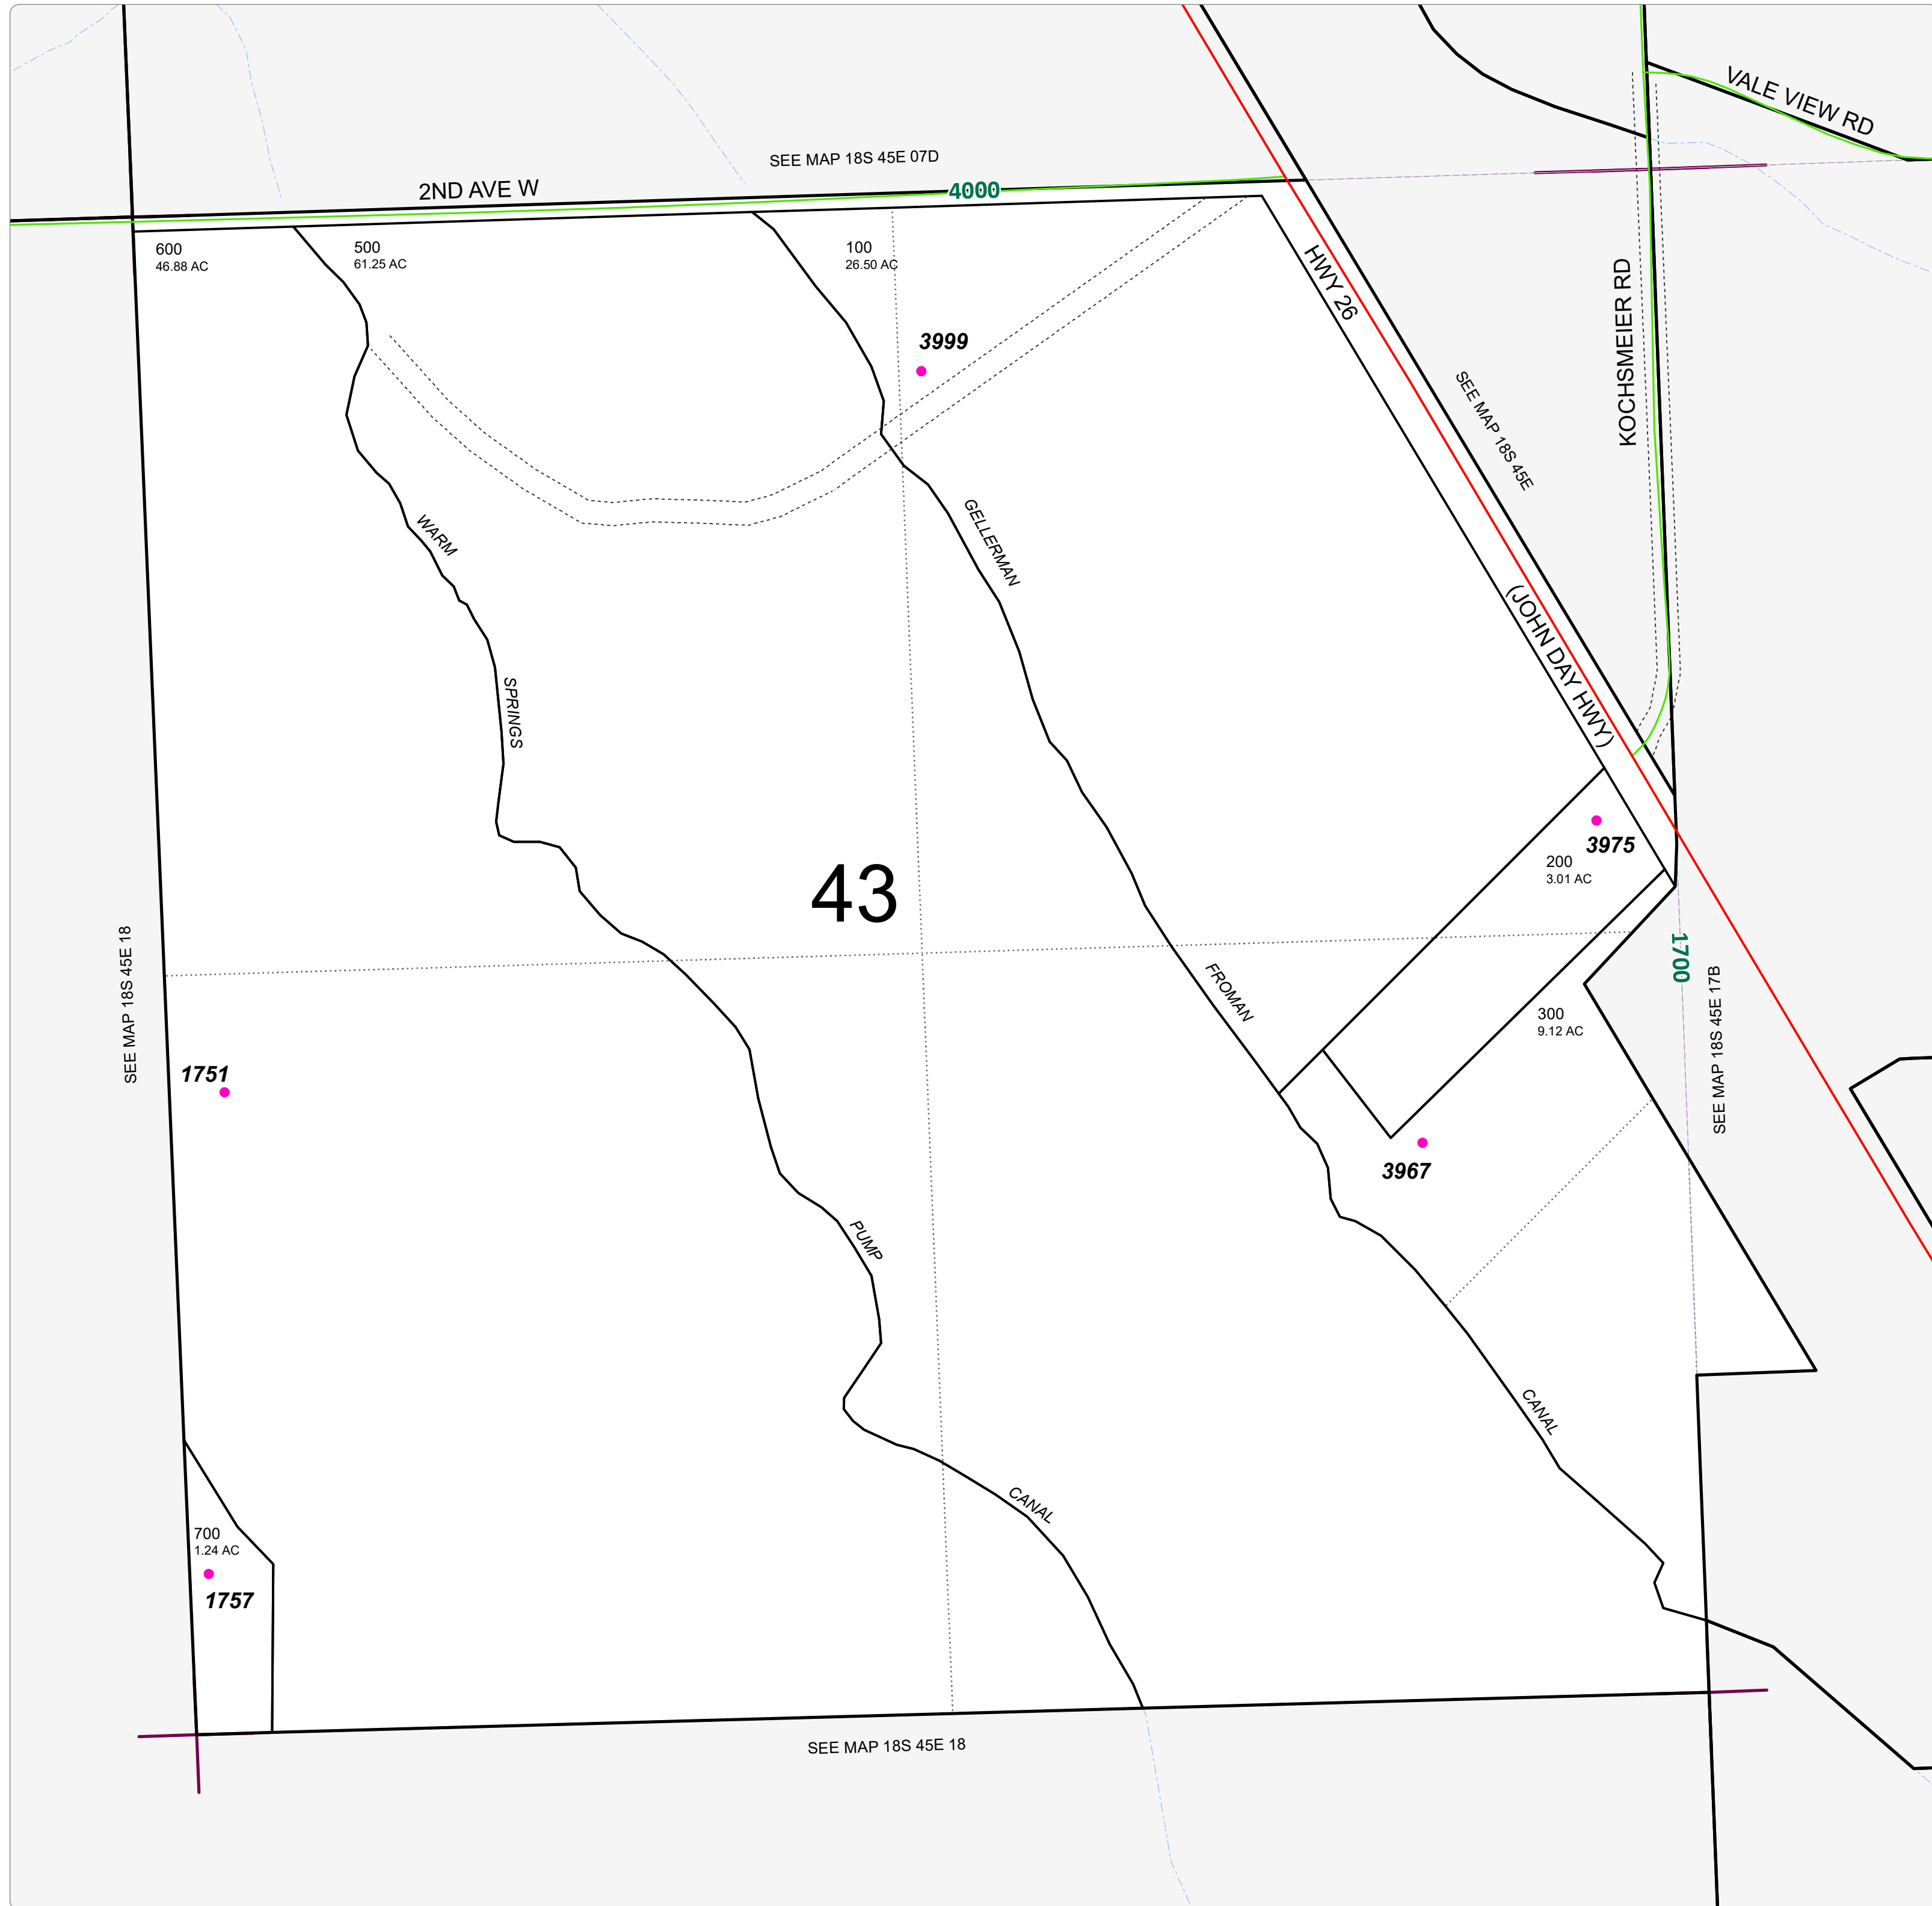 VALE VIEW RD
SEE MAP 18S 45E 07D
2ND AVE W
4000
600
46.88 AC
500
61.25 AC
100
26.50 AC
HWY 26
KOCHSMEIER RD
3999
SEE MAP 18S 45E
WARM
GELLERMAN
(JOHN DAY HWY)
SPRINGS
3975
200
3.01 AC
43
1700
SEE MAP 18S 45E 18
FROMAN
SEE MAP 18S 45E 17B
300
9.12 AC
1751
3967
PUMP
CANAL
CANAL
700
1.24 AC
1757
SEE MAP 18S 45E 18